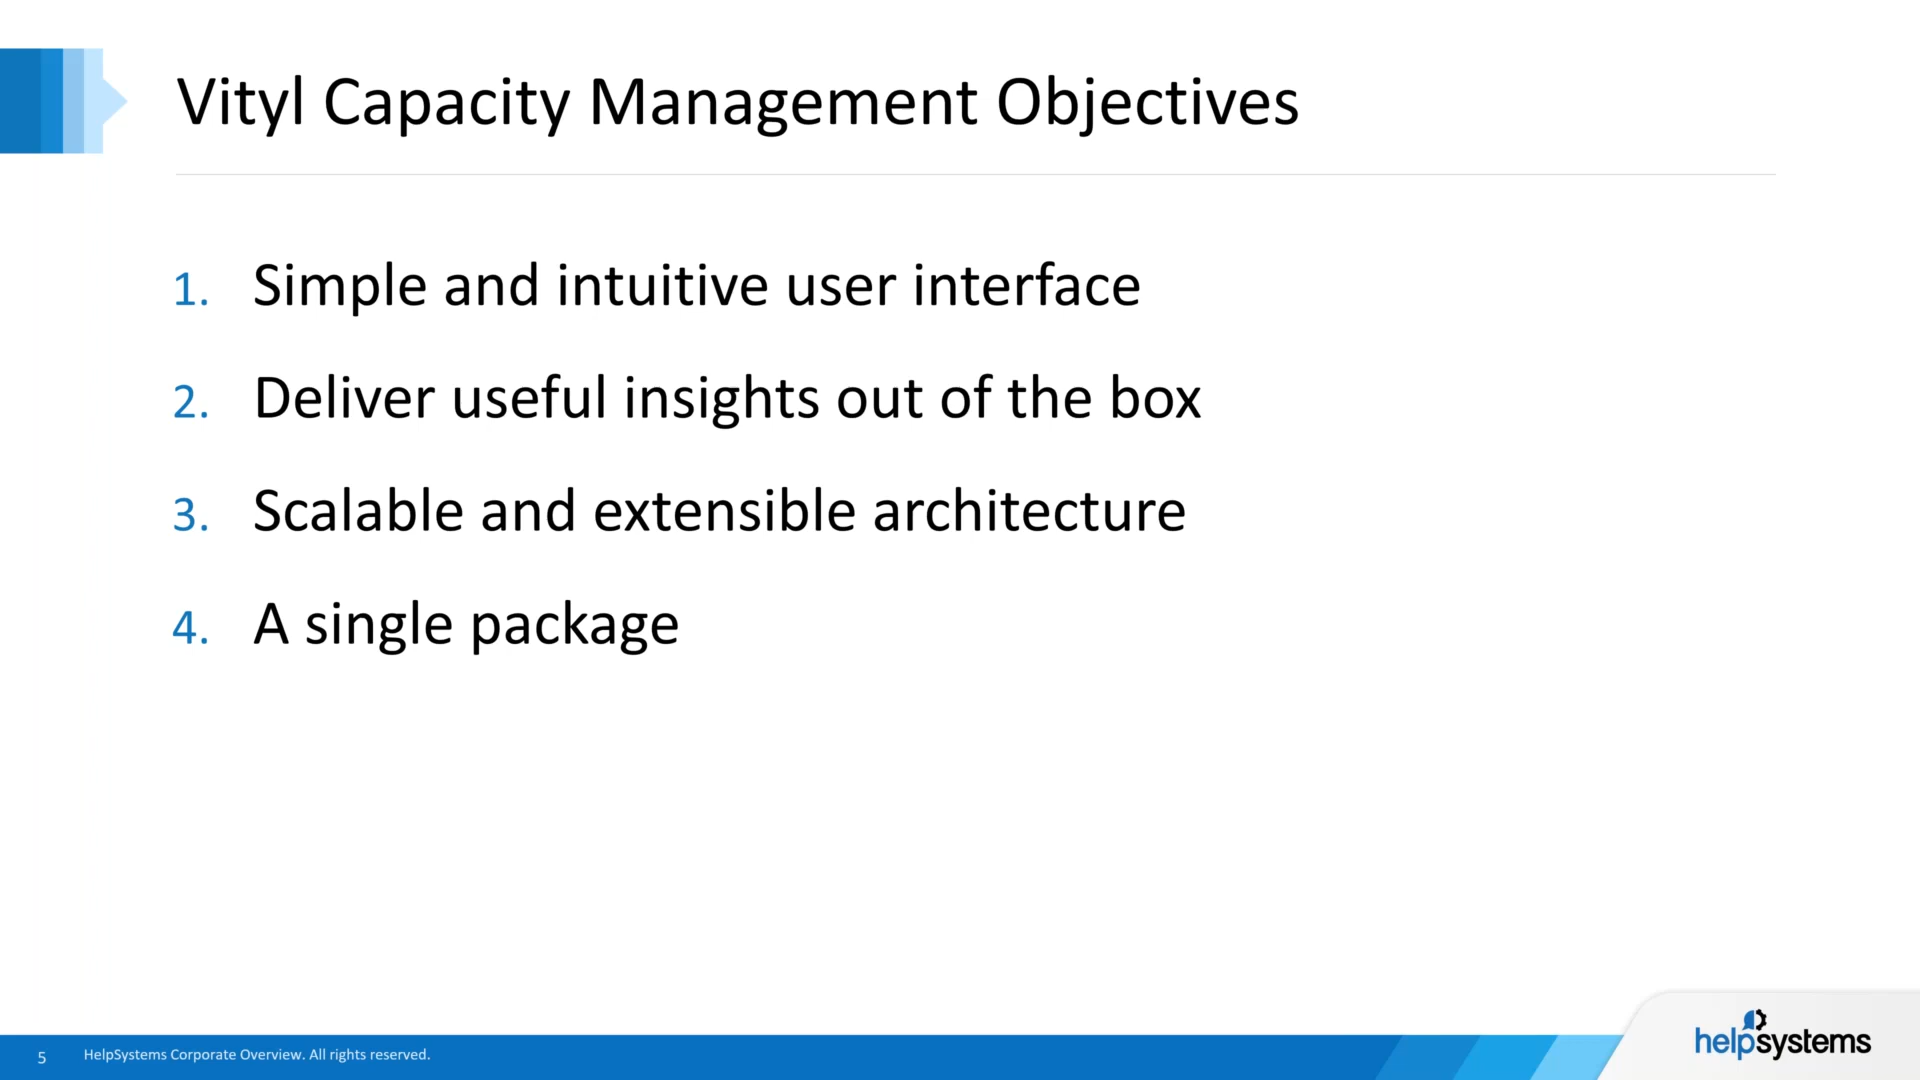 Vityl Capacity Management Objectives
1. Simple and intuitive user interface
2. Deliver useful insights out of the box
3. Scalable and extensible architecture
4. A single package
5 HelpSystems Corporate Overview. All rights reserved.
helpsystems